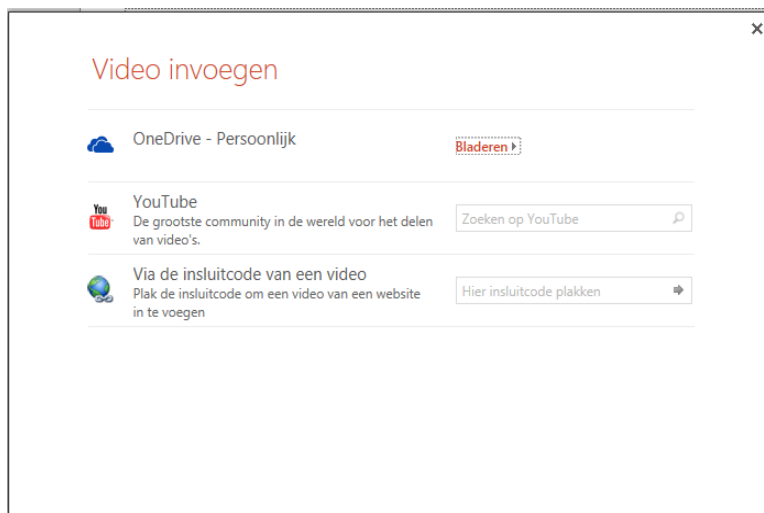 Video invoegen
OneDrive - Persoonlijk
Bladeren
You
Tube
YouTube
De grootste community in de wereld voor het delen
van video's.
Zoeken op YouTube
Via de insluitcode van een video
Plak de insluitcode om een video van een website
in te voegen
Hier insluitcode plakken